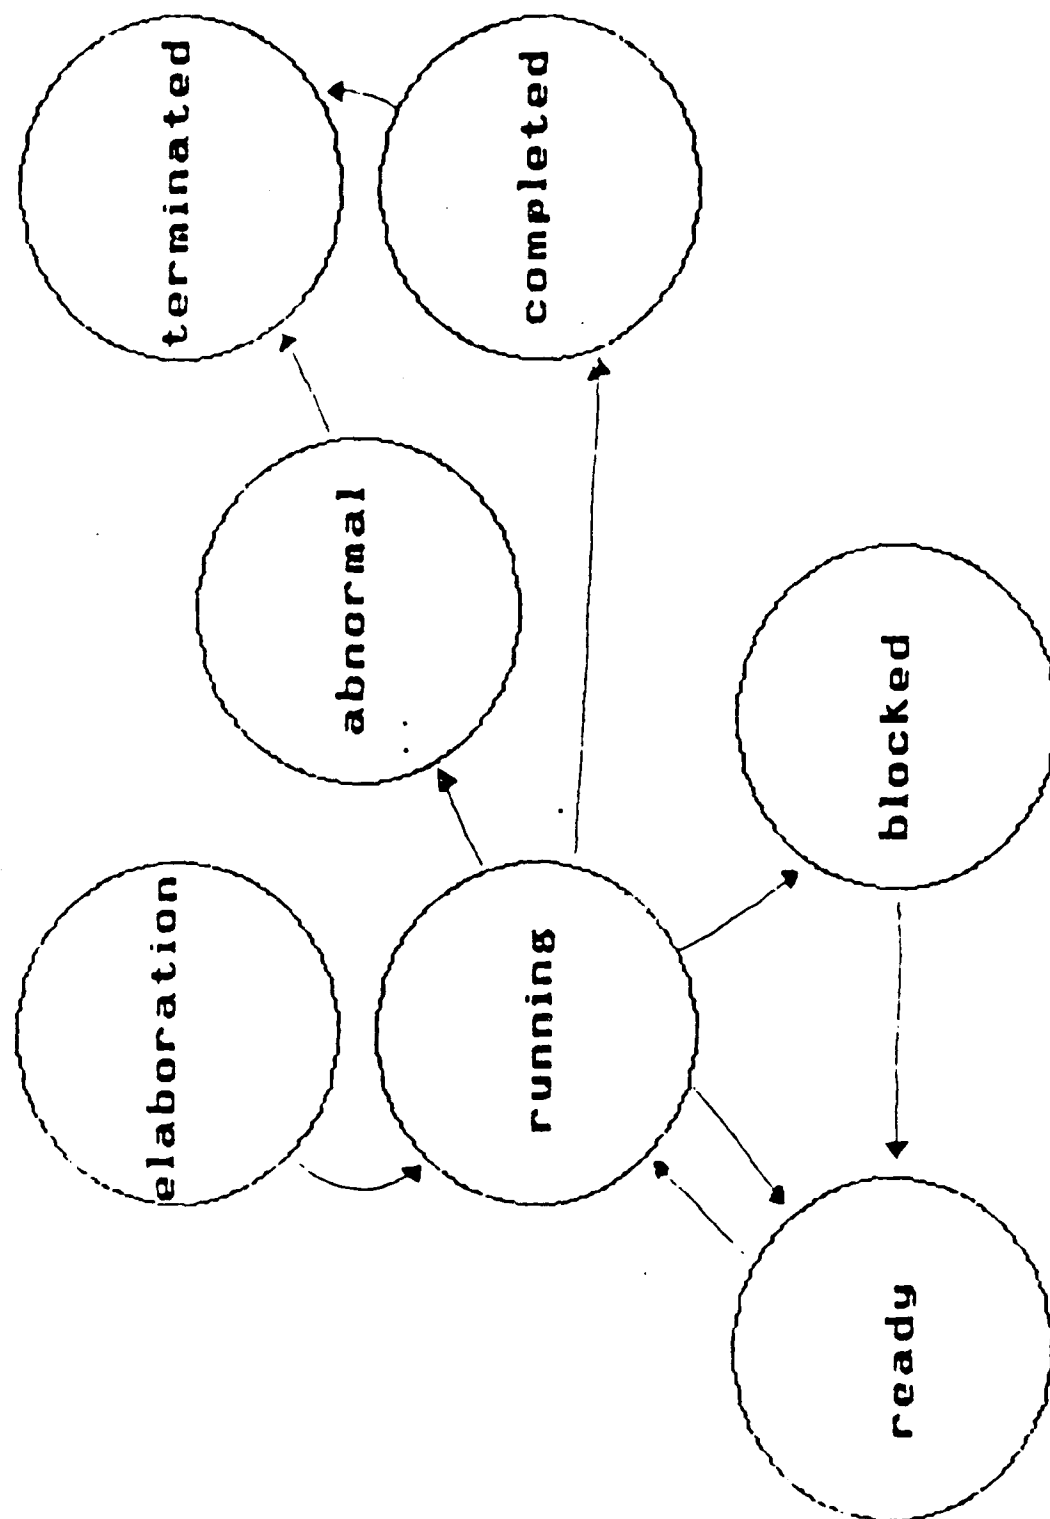 elaboration
terminated
abnormal
running
completed
ready
blocked